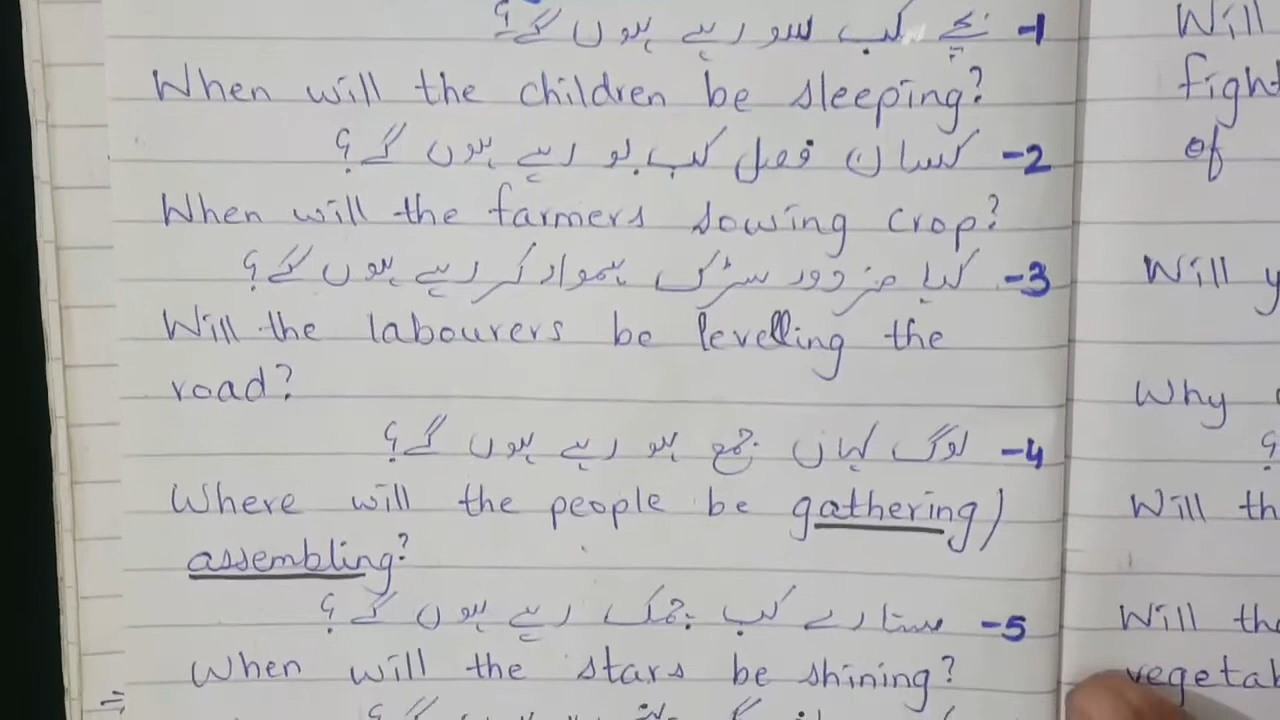 1- بچے کب سو رہے ہوں گے؟
When will the children be sleeping?
2- کسان فصل کب بو رہے ہوں گے؟
When will the farmers sowing crop?
3- کیا مزدور سڑک ہموار کر رہے ہوں گے؟
Will the labourers be levelling the
road?
4- لوگ کہاں جمع ہو رہے ہوں گے؟
Where will the people be gathering/
assembling?
5- ستارے کب چمک رہے ہوں گے؟
When will the stars be shining?
Will
of
Will
Why
؟
Will
Will